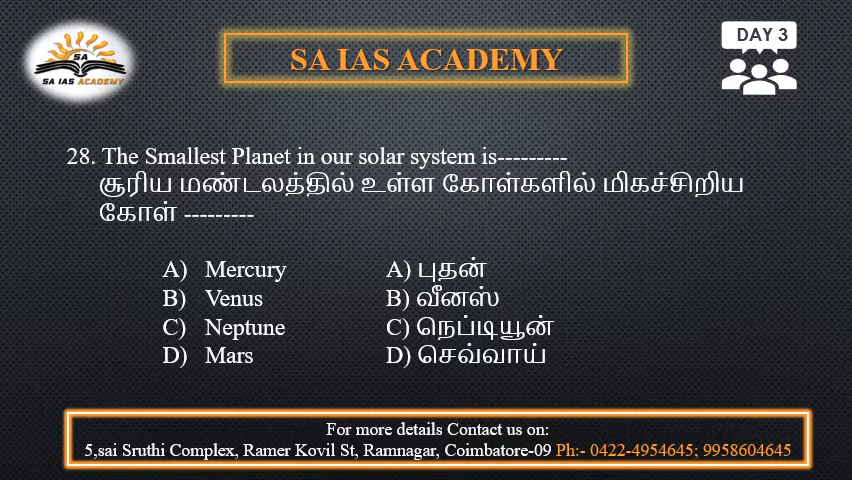 SA
SA IAS ACADEMY
SA IAS ACADEMY
DAY 3
28. The Smallest Planet in our solar system is---------
சூரிய மண்டலத்தில் உள்ள கோள்களில் மிகச்சிறிய
கோள் ---------
A) Mercury A) புதன்
B) Venus B) வீனஸ்
C) Neptune C) நெப்டியூன்
D) Mars D) செவ்வாய்
For more details Contact us on:
5,sai Sruthi Complex, Ramer Kovil St, Ramnagar, Coimbatore-09 Ph:- 0422-4954645; 9958604645